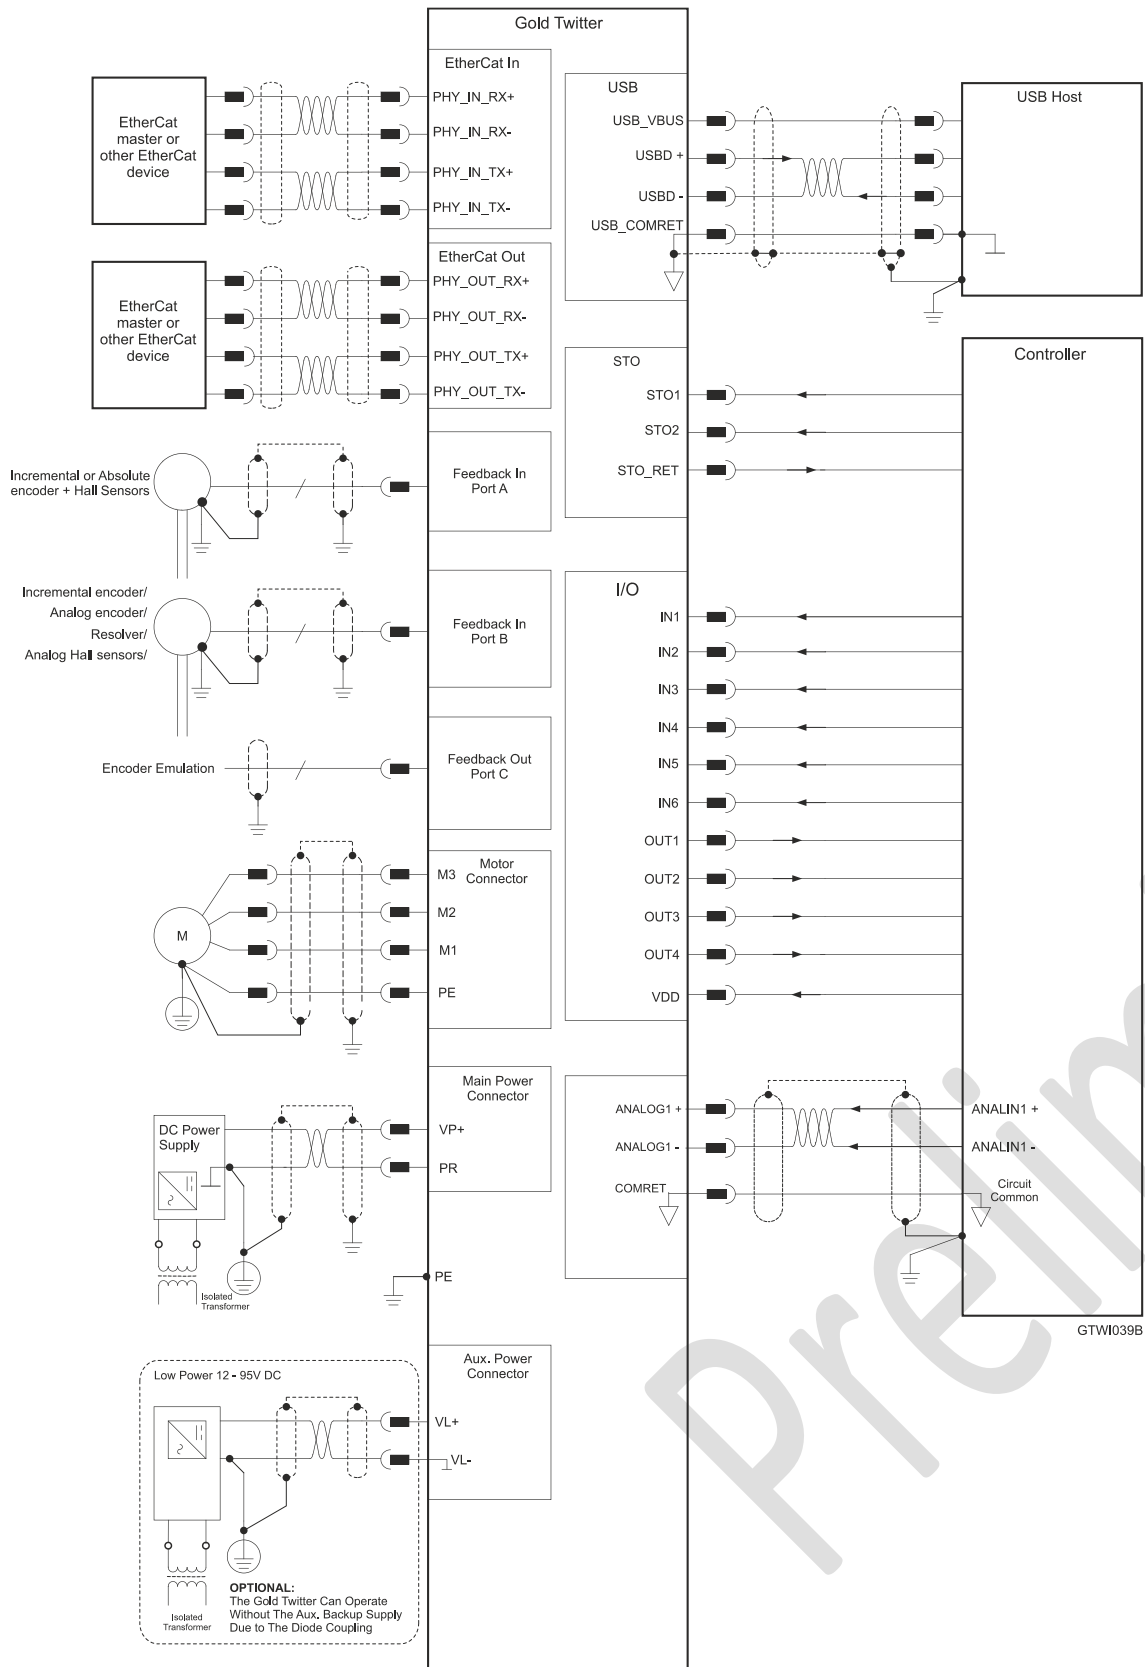 Gold Twitter
EtherCat In
PHY_IN_RX+
PHY_IN_RX-
PHY_IN_TX+
PHY_IN_TX-
EtherCat
master or
other EtherCat
device
EtherCat Out
PHY_OUT_RX+
PHY_OUT_RX-
PHY_OUT_TX+
PHY_OUT_TX-
EtherCat
master or
other EtherCat
device
Incremental or Absolute
encoder + Hall Sensors
Feedback In
Port A
Incremental encoder/
Analog encoder/
Resolver/
Analog Hall sensors/
Feedback In
Port B
Encoder Emulation
Feedback Out
Port C
Motor
Connector
M3
M2
M1
PE
M
Main Power
Connector
VP+
PR
DC Power
Supply
Isolated
Transformer
PE
Aux. Power
Connector
VL+
VL-
Low Power 12 - 95V DC
Isolated
Transformer
OPTIONAL:
The Gold Twitter Can Operate
Without The Aux. Backup Supply
Due to The Diode Coupling
USB
USB_VBUS
USBD +
USBD -
USB_COMRET
USB Host
STO
STO1
STO2
STO_RET
Controller
I/O
IN1
IN2
IN3
IN4
IN5
IN6
OUT1
OUT2
OUT3
OUT4
VDD
ANALOG1 +
ANALOG1 -
COMRET
ANALIN1 +
ANALIN1 -
Circuit
Common
GTWI039B